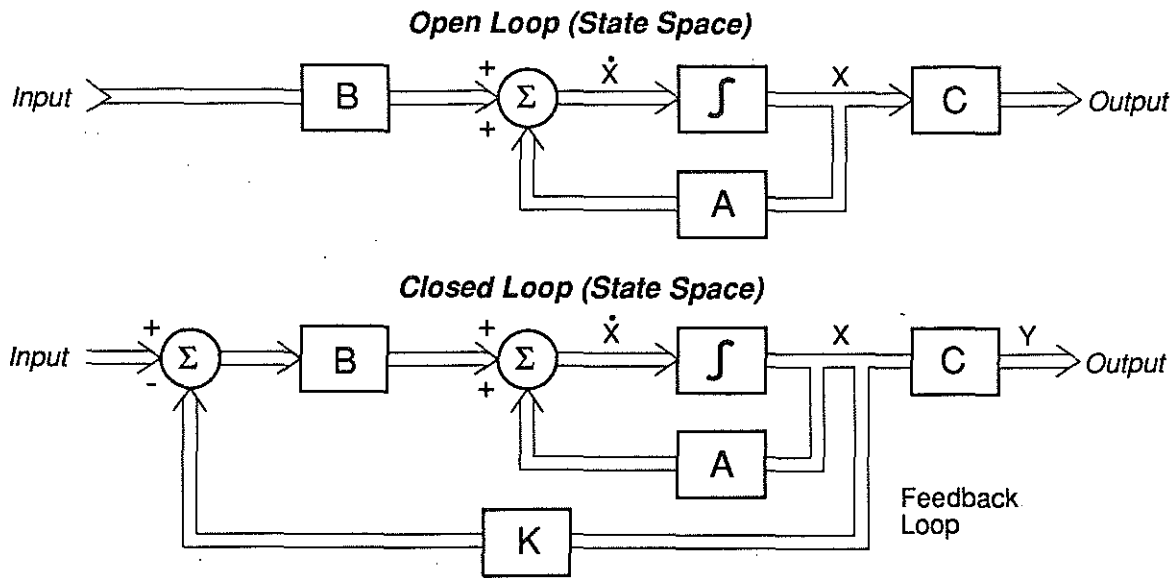 Open Loop (State Space)
Input B + + Σ Ẋ ∫ X C Output
A
Closed Loop (State Space)
Input + - Σ B + + Σ Ẋ ∫ X C Y Output
A
Feedback
Loop
K